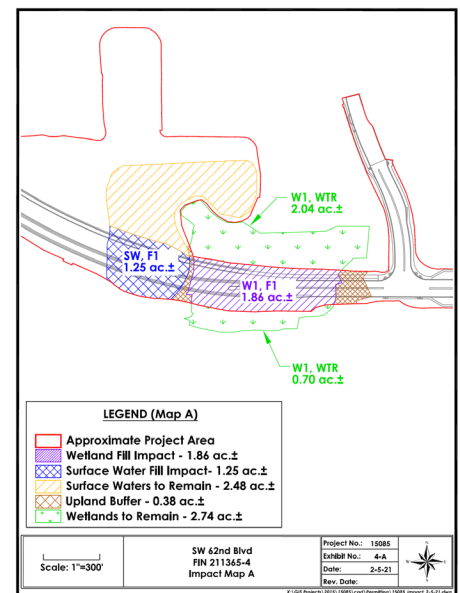 W1, WTR
2.04 ac.±
SW, F1
1.25 ac.±
W1, F1
1.86 ac.±
W1, WTR
0.70 ac.±
LEGEND (Map A)
Approximate Project Area
Wetland Fill Impact - 1.86 ac.±
Surface Water Fill Impact- 1.25 ac.±
Surface Waters to Remain - 2.48 ac.±
Upland Buffer - 0.38 ac.±
Wetlands to Remain - 2.74 ac.±
Scale: 1"=300'
SW 62nd Blvd
FIN 211365-4
Impact Map A
Project No.: 15085
Exhibit No.: 4-A
Date: 2-5-21
Rev. Date:
N
W E
S